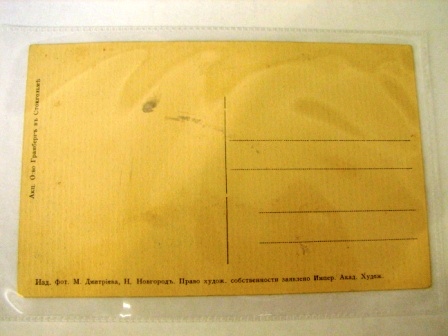 Акц. О-во Гранбергъ въ Стокгольмѣ
Изд. фот. М. Дмитріева, Н. Новгородъ. Право худож. собственности заявлено Импер. Акад. Худож.